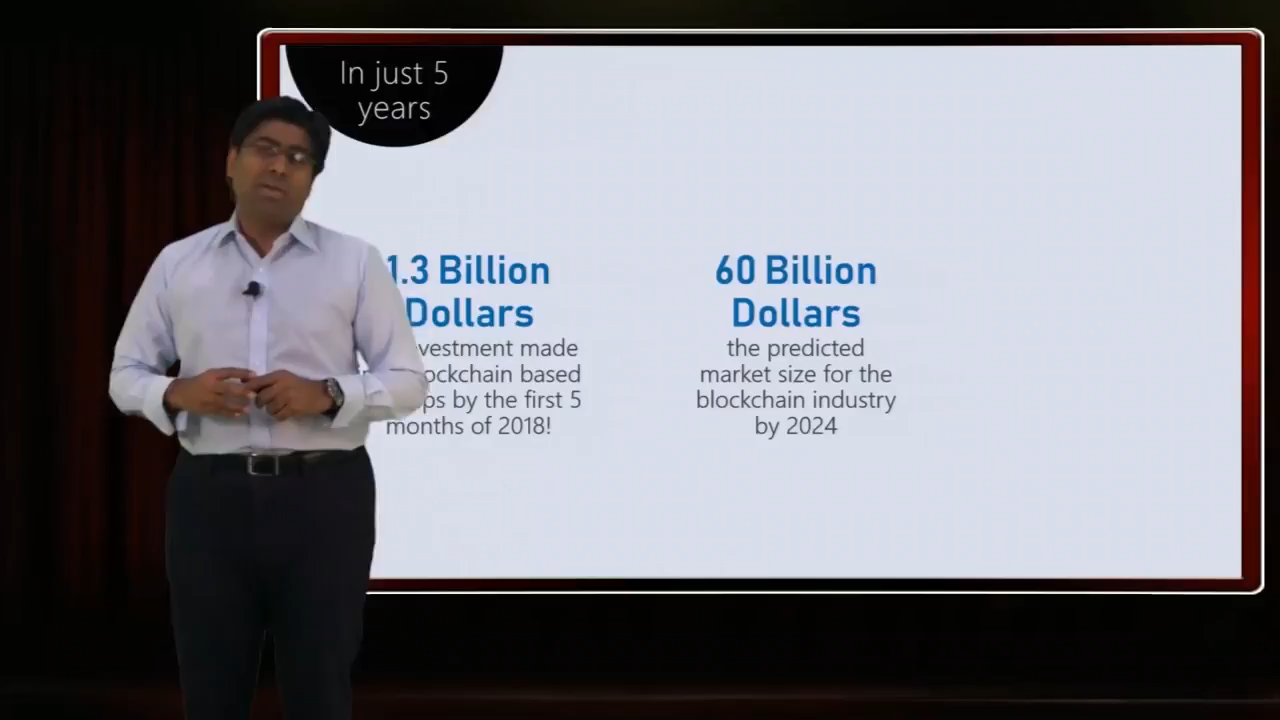 In just 5
years
1.3 Billion
Dollars
made
based
by the first 5
months of 2018!
60 Billion
Dollars
the predicted
market size for the
blockchain industry
by 2024